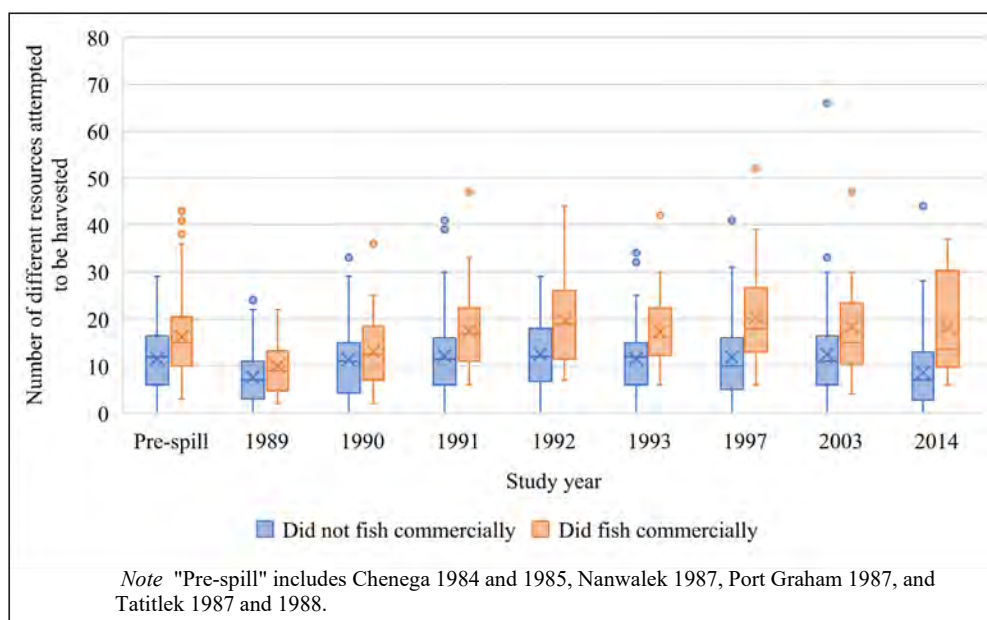 Number of different resources attempted
to be harvested
80
70
60
50
40
30
20
10
0
Pre-spill 1989 1990 1991 1992 1993 1997 2003 2014
Study year
Did not fish commercially Did fish commercially
Note "Pre-spill" includes Chenega 1984 and 1985, Nanwalek 1987, Port Graham 1987, and
Tatitlek 1987 and 1988.